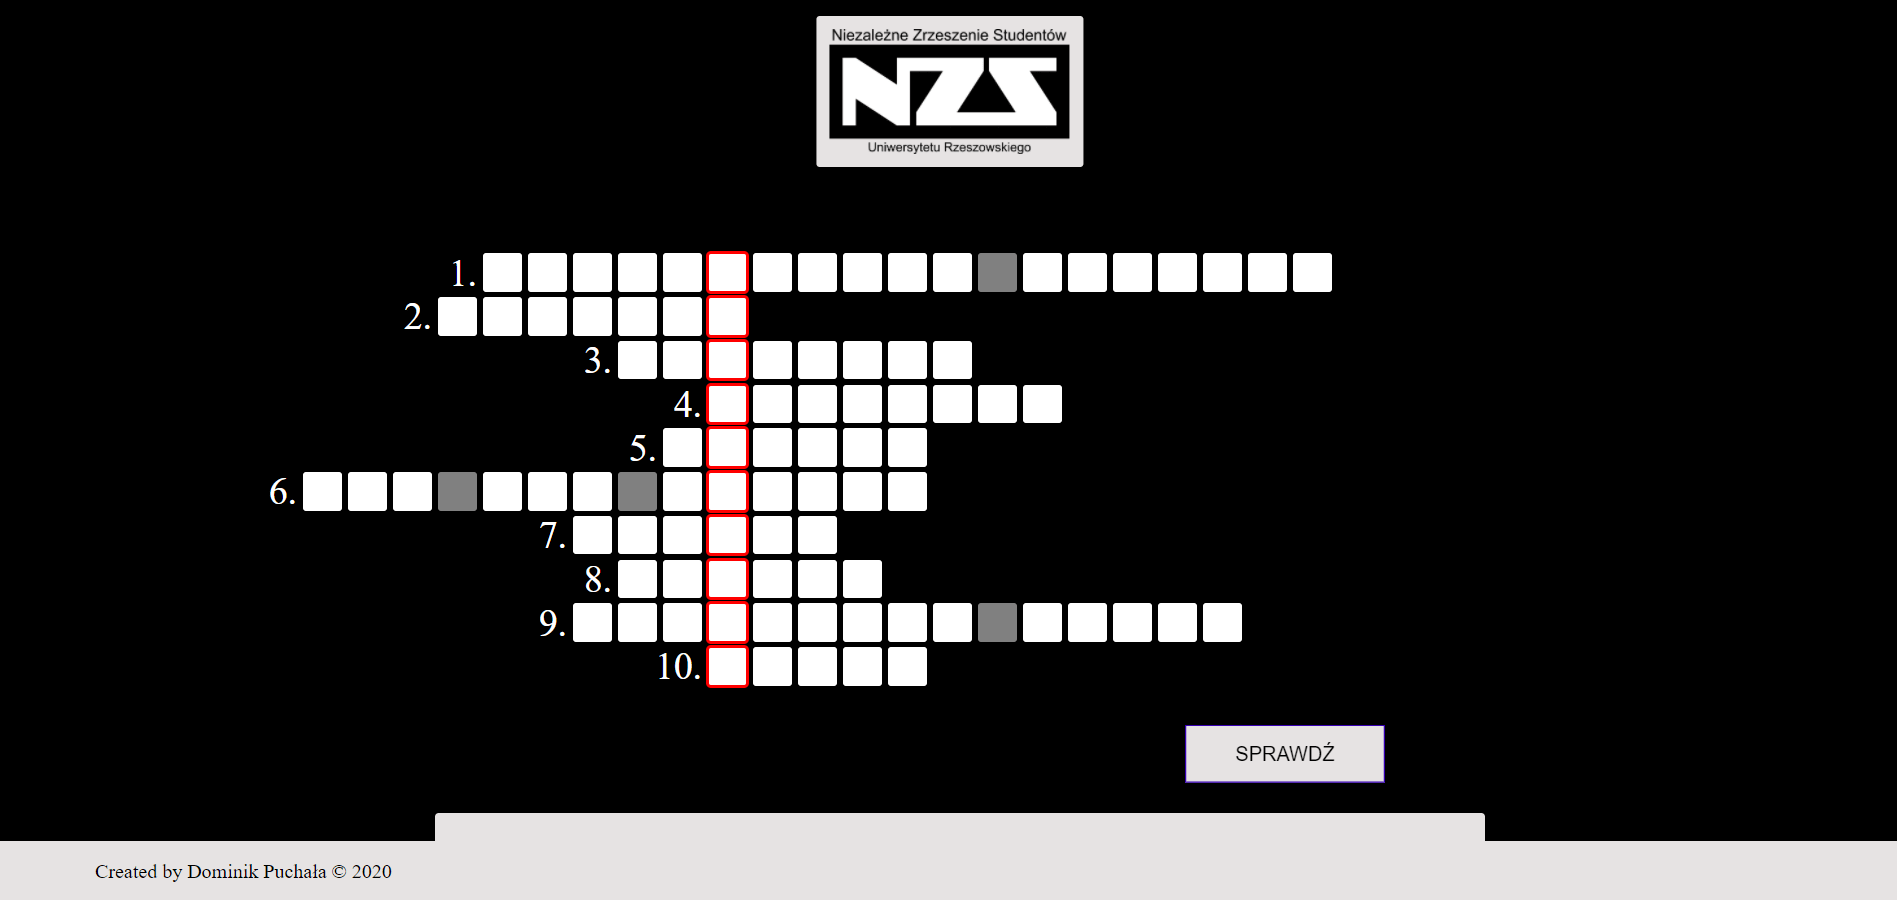 Niezależne Zrzeszenie Studentów
NZS
Uniwersytetu Rzeszowskiego
1.
2.
3.
4.
5.
6.
7.
8.
9.
10.
SPRAWDŹ
Created by Dominik Puchała © 2020